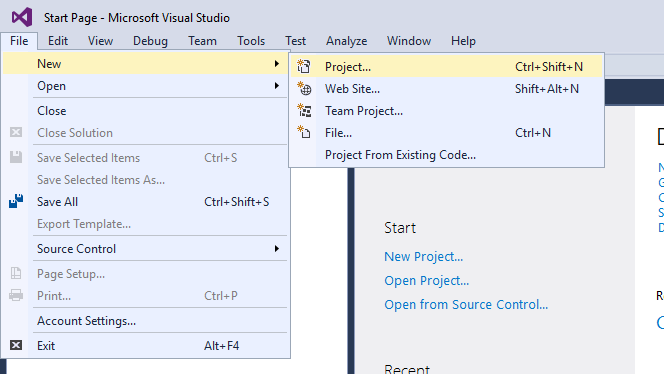 Start Page - Microsoft Visual Studio
File Edit View Debug Team Tools Test Analyze Window Help
New
Open
Close
Close Solution
Save Selected Items Ctrl+S
Save Selected Items As...
Save All Ctrl+Shift+S
Export Template...
Source Control
Page Setup...
Print... Ctrl+P
Account Settings...
Exit Alt+F4
Project... Ctrl+Shift+N
Web Site... Shift+Alt+N
Team Project...
File... Ctrl+N
Project From Existing Code...
Start
New Project...
Open Project...
Open from Source Control...
Recent